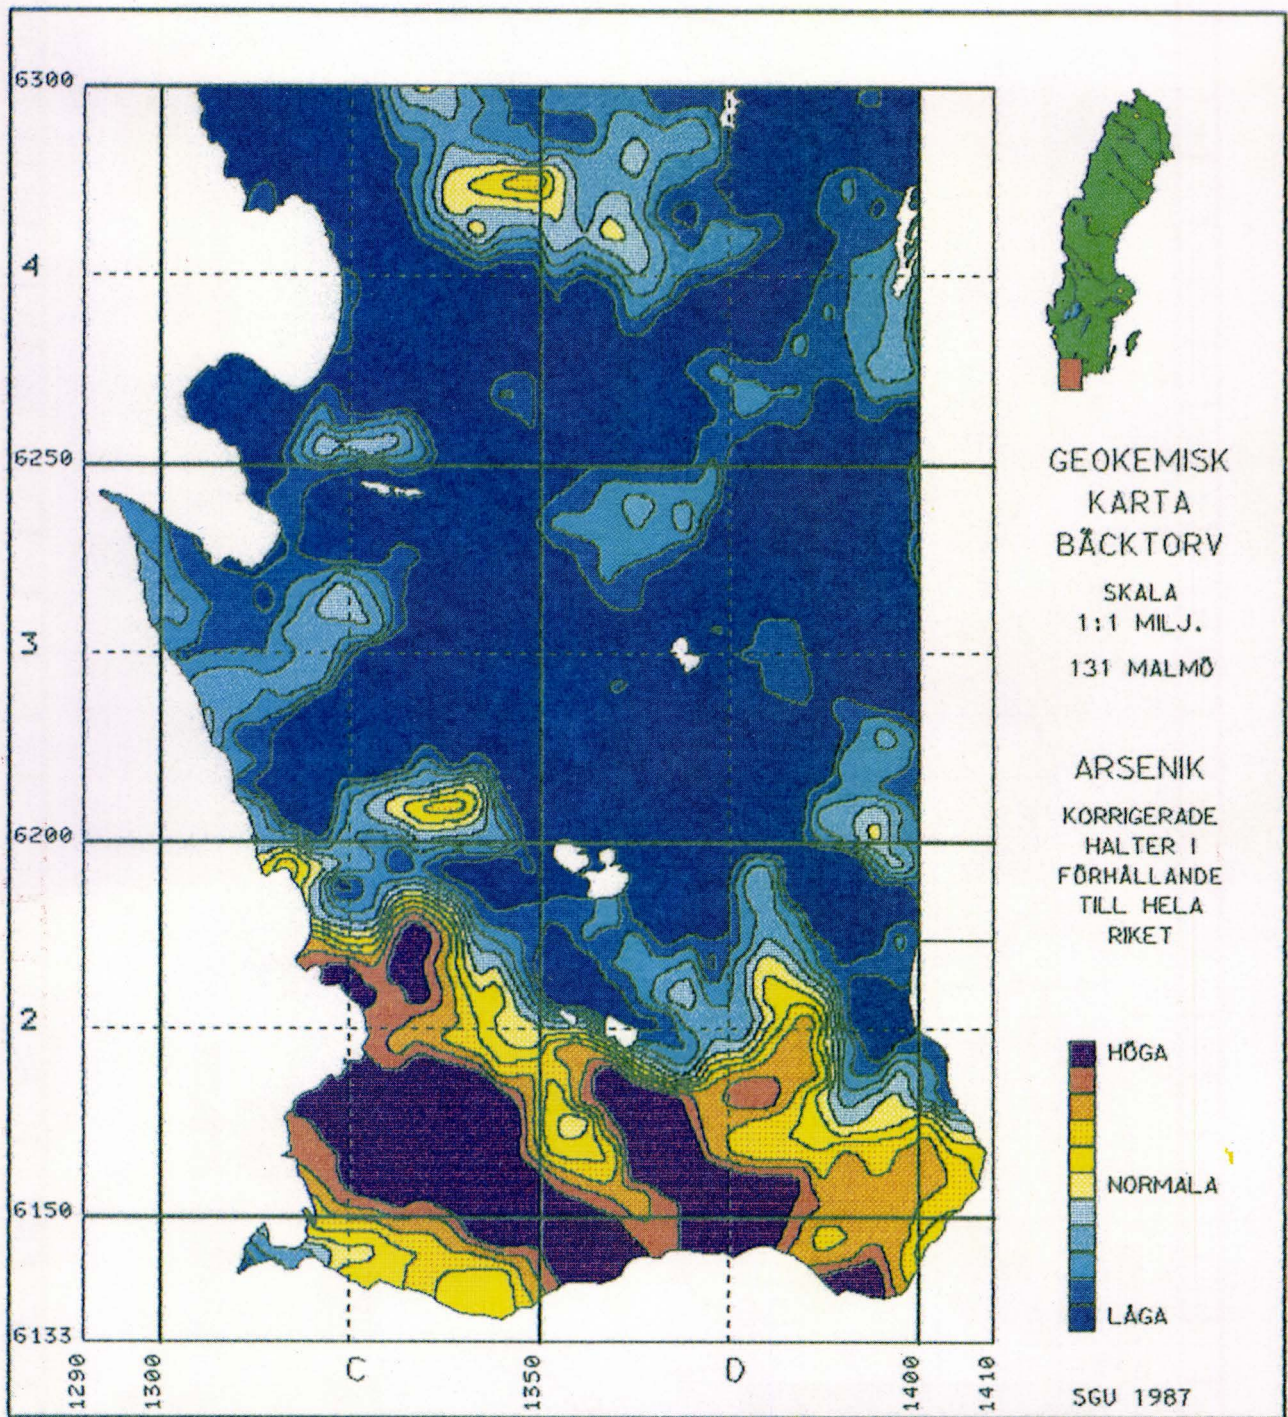 6300
4
6250
3
6200
2
6150
6133
1290
1300
C
1350
D
1400
1410
GEOKEMISK
KARTA
BÄCKTORV
SKALA
1:1 MILJ.
131 MALMÖ
ARSENIK
KORRIGERADE
HALTER I
FÖRHÅLLANDE
TILL HELA
RIKET
HÖGA
NORMALA
LÅGA
SGU 1987